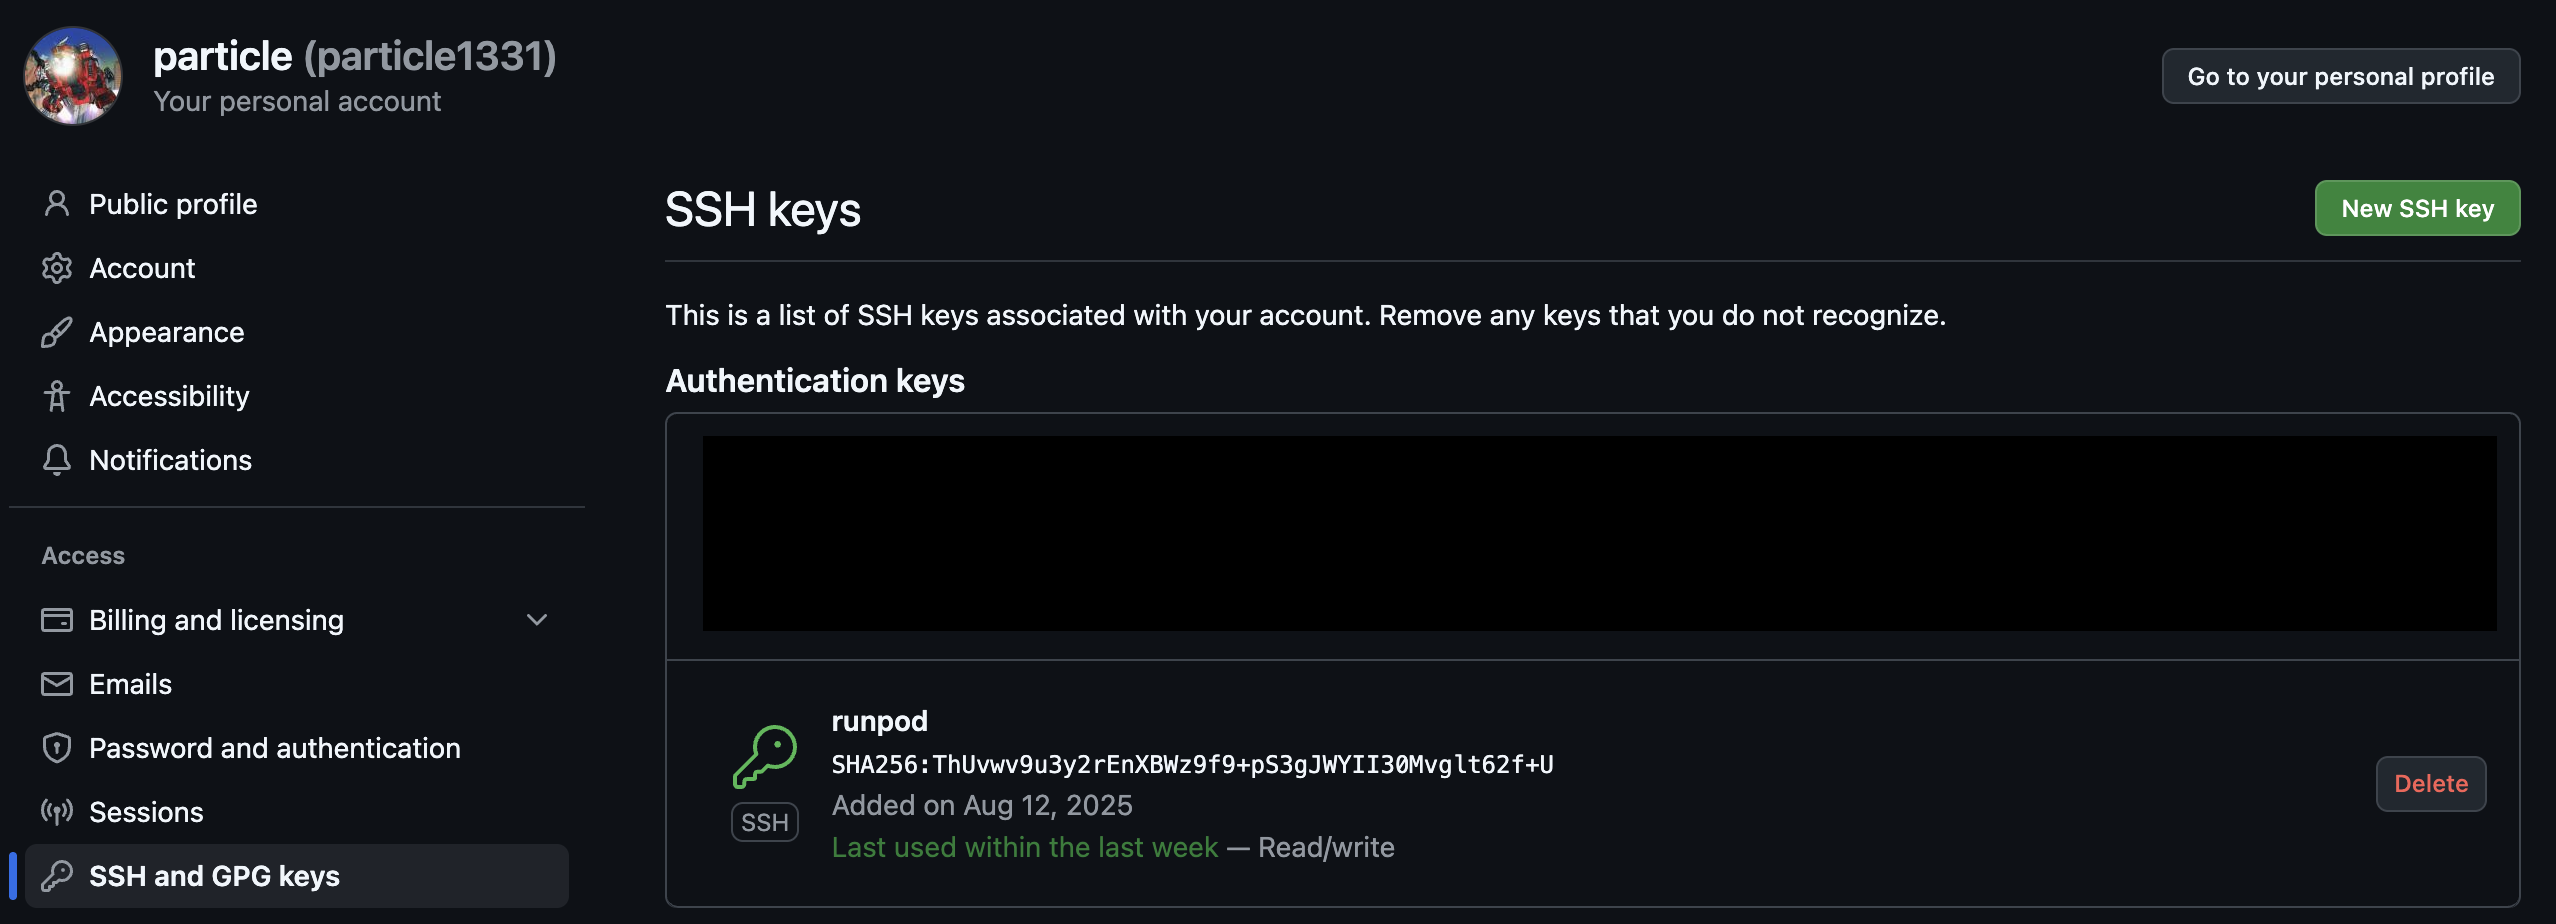 particle (particle1331)
Your personal account
Go to your personal profile
Public profile
Account
Appearance
Accessibility
Notifications
Access
Billing and licensing
Emails
Password and authentication
Sessions
SSH and GPG keys
SSH keys
New SSH key
This is a list of SSH keys associated with your account. Remove any keys that you do not recognize.
Authentication keys
runpod
SHA256:ThUvwv9u3y2rEnXBWz9f9+pS3gJWYII30Mvglt62f+U
Added on Aug 12, 2025
Last used within the last week — Read/write
SSH
Delete